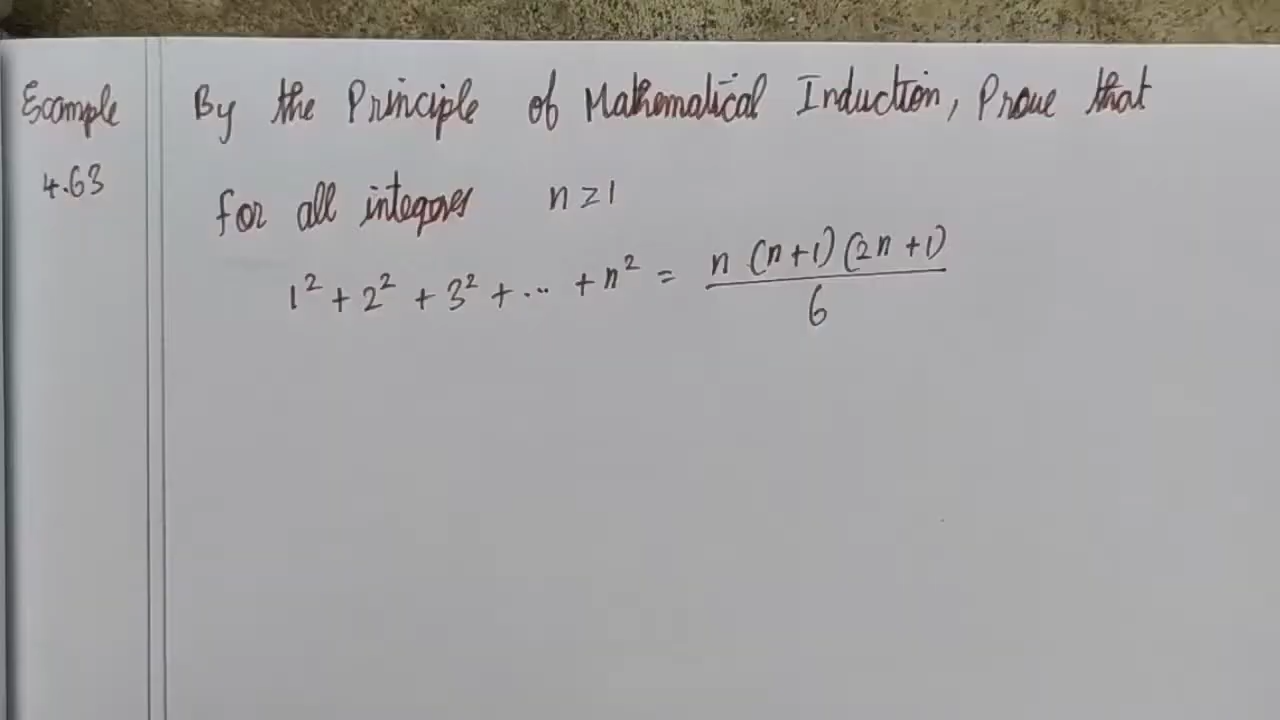 Example
4.63
By the Principle of Mathematical Induction, Prove that
for all integers n ≥ 1
1² + 2² + 3² + ... + n² = n (n+1) (2n+1) / 6